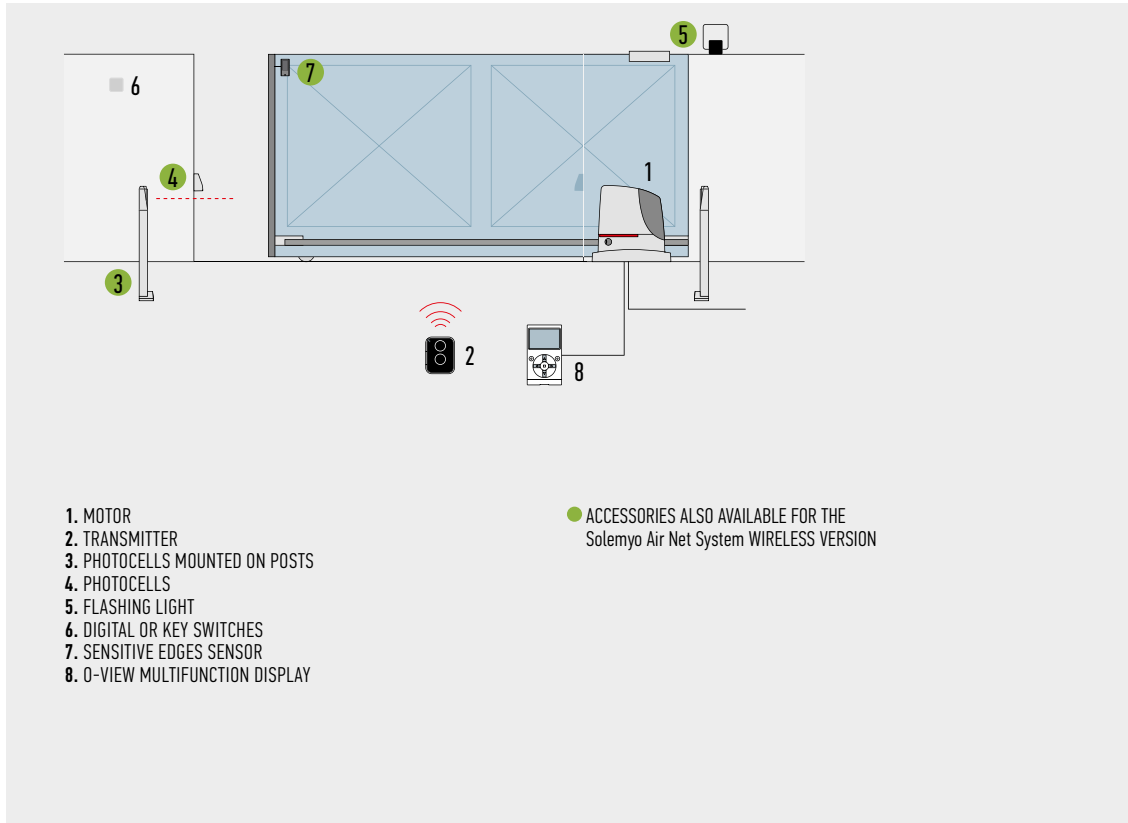 5
7
6
4
1
3
2
8
1. MOTOR
2. TRANSMITTER
3. PHOTOCELLS MOUNTED ON POSTS
4. PHOTOCELLS
5. FLASHING LIGHT
6. DIGITAL OR KEY SWITCHES
7. SENSITIVE EDGES SENSOR
8. O-VIEW MULTIFUNCTION DISPLAY
ACCESSORIES ALSO AVAILABLE FOR THE
Solemyo Air Net System WIRELESS VERSION